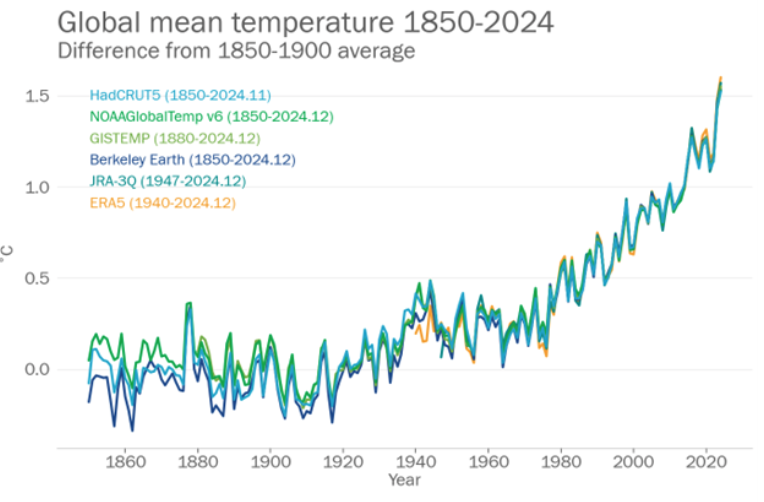 Global mean temperature 1850-2024
Difference from 1850-1900 average
1.5
HadCRUT5 (1850-2024.11)
NOAAGlobalTemp v6 (1850-2024.12)
GISTEMP (1880-2024.12)
Berkeley Earth (1850-2024.12)
JRA-3Q (1947-2024.12)
ERA5 (1940-2024.12)
1.0
°C
0.5
0.0
1860 1880 1900 1920 1940 1960 1980 2000 2020
Year